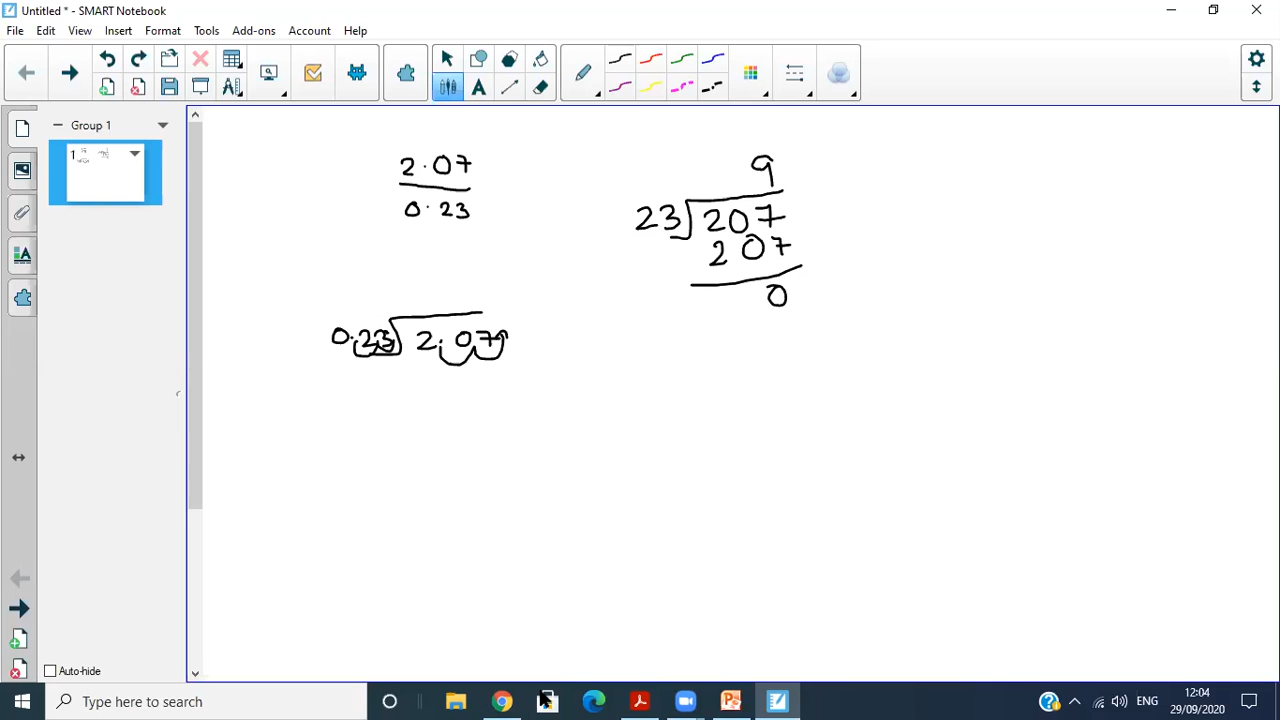 Untitled * - SMART Notebook
File Edit View Insert Format Tools Add-ons Account Help
Group 1
1
2.07
0.23
9
23 207
207
0
0.23 2.07
Auto-hide
Type here to search
ENG
12:04
29/09/2020